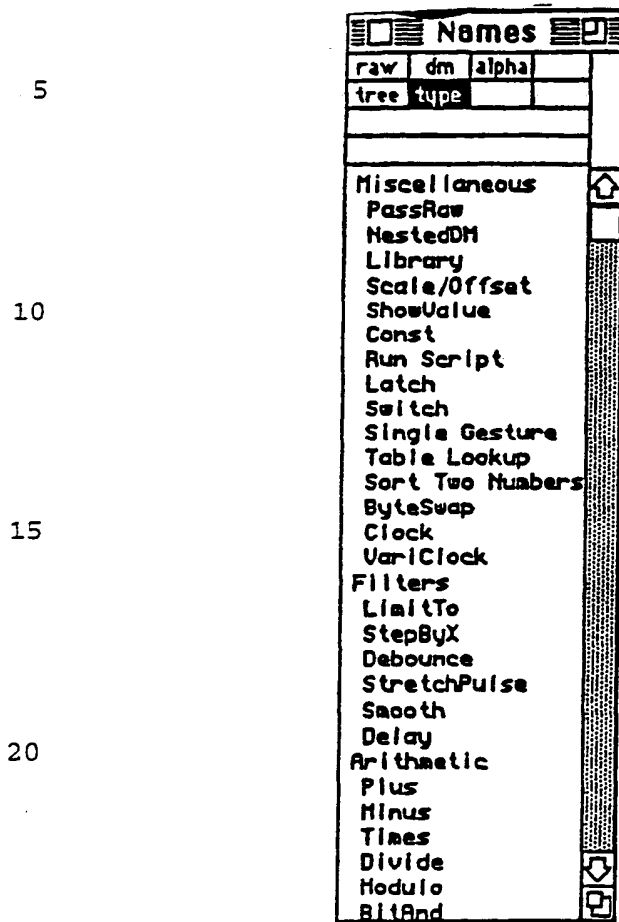 Names
raw dm alpha
5
tree type
Miscellaneous
PassRaw
NestedDM
Library
Scale/Offset
10
ShowValue
Const
Run Script
Latch
Switch
Single Gesture
Table Lookup
Sort Two Numbers
ByteSwap
15
Clock
VariClock
Filters
LimitTo
StepByX
Debounce
StretchPulse
Smooth
Delay
20
Arithmetic
Plus
Minus
Times
Divide
Modulo
BitAnd